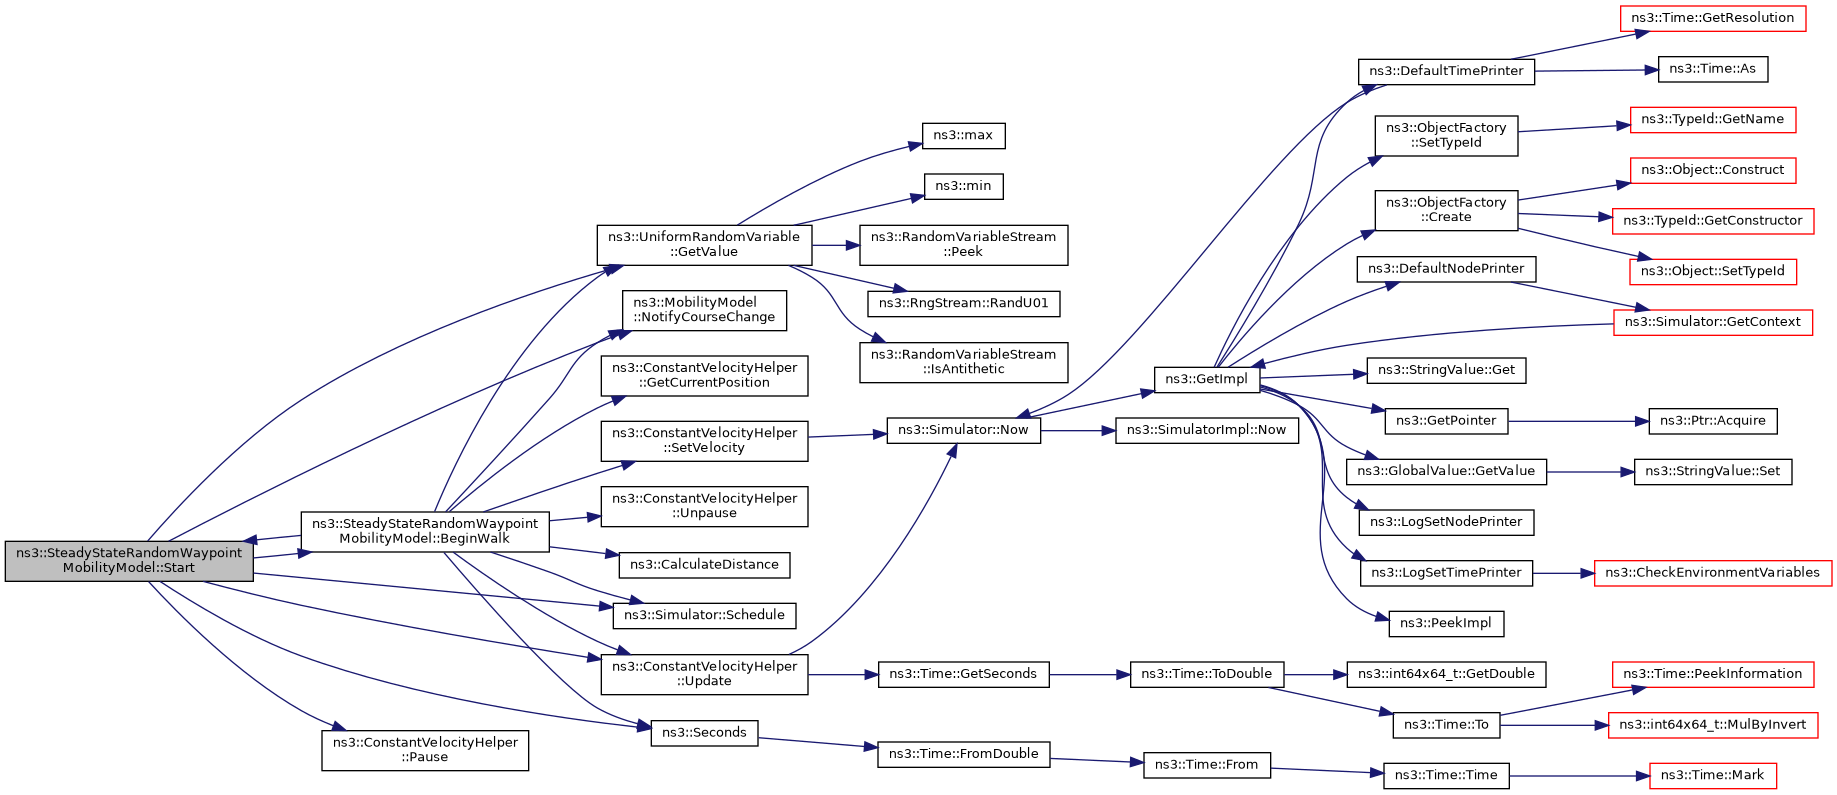 ns3::SteadyStateRandomWaypoint
MobilityModel::Start
ns3::SteadyStateRandomWaypoint
MobilityModel::BeginWalk
ns3::ConstantVelocityHelper
::Pause
ns3::UniformRandomVariable
::GetValue
ns3::MobilityModel
::NotifyCourseChange
ns3::ConstantVelocityHelper
::GetCurrentPosition
ns3::ConstantVelocityHelper
::SetVelocity
ns3::ConstantVelocityHelper
::Unpause
ns3::CalculateDistance
ns3::Simulator::Schedule
ns3::ConstantVelocityHelper
::Update
ns3::Seconds
ns3::max
ns3::min
ns3::RandomVariableStream
::Peek
ns3::RngStream::RandU01
ns3::RandomVariableStream
::IsAntithetic
ns3::Simulator::Now
ns3::Time::GetSeconds
ns3::Time::FromDouble
ns3::GetImpl
ns3::SimulatorImpl::Now
ns3::Time::ToDouble
ns3::Time::From
ns3::DefaultTimePrinter
ns3::ObjectFactory
::SetTypeId
ns3::ObjectFactory
::Create
ns3::DefaultNodePrinter
ns3::StringValue::Get
ns3::GetPointer
ns3::GlobalValue::GetValue
ns3::LogSetNodePrinter
ns3::LogSetTimePrinter
ns3::PeekImpl
ns3::int64x64_t::GetDouble
ns3::Time::To
ns3::Time::Time
ns3::Time::GetResolution
ns3::Time::As
ns3::TypeId::GetName
ns3::Object::Construct
ns3::TypeId::GetConstructor
ns3::Object::SetTypeId
ns3::Simulator::GetContext
ns3::Ptr::Acquire
ns3::StringValue::Set
ns3::CheckEnvironmentVariables
ns3::Time::PeekInformation
ns3::int64x64_t::MulByInvert
ns3::Time::Mark